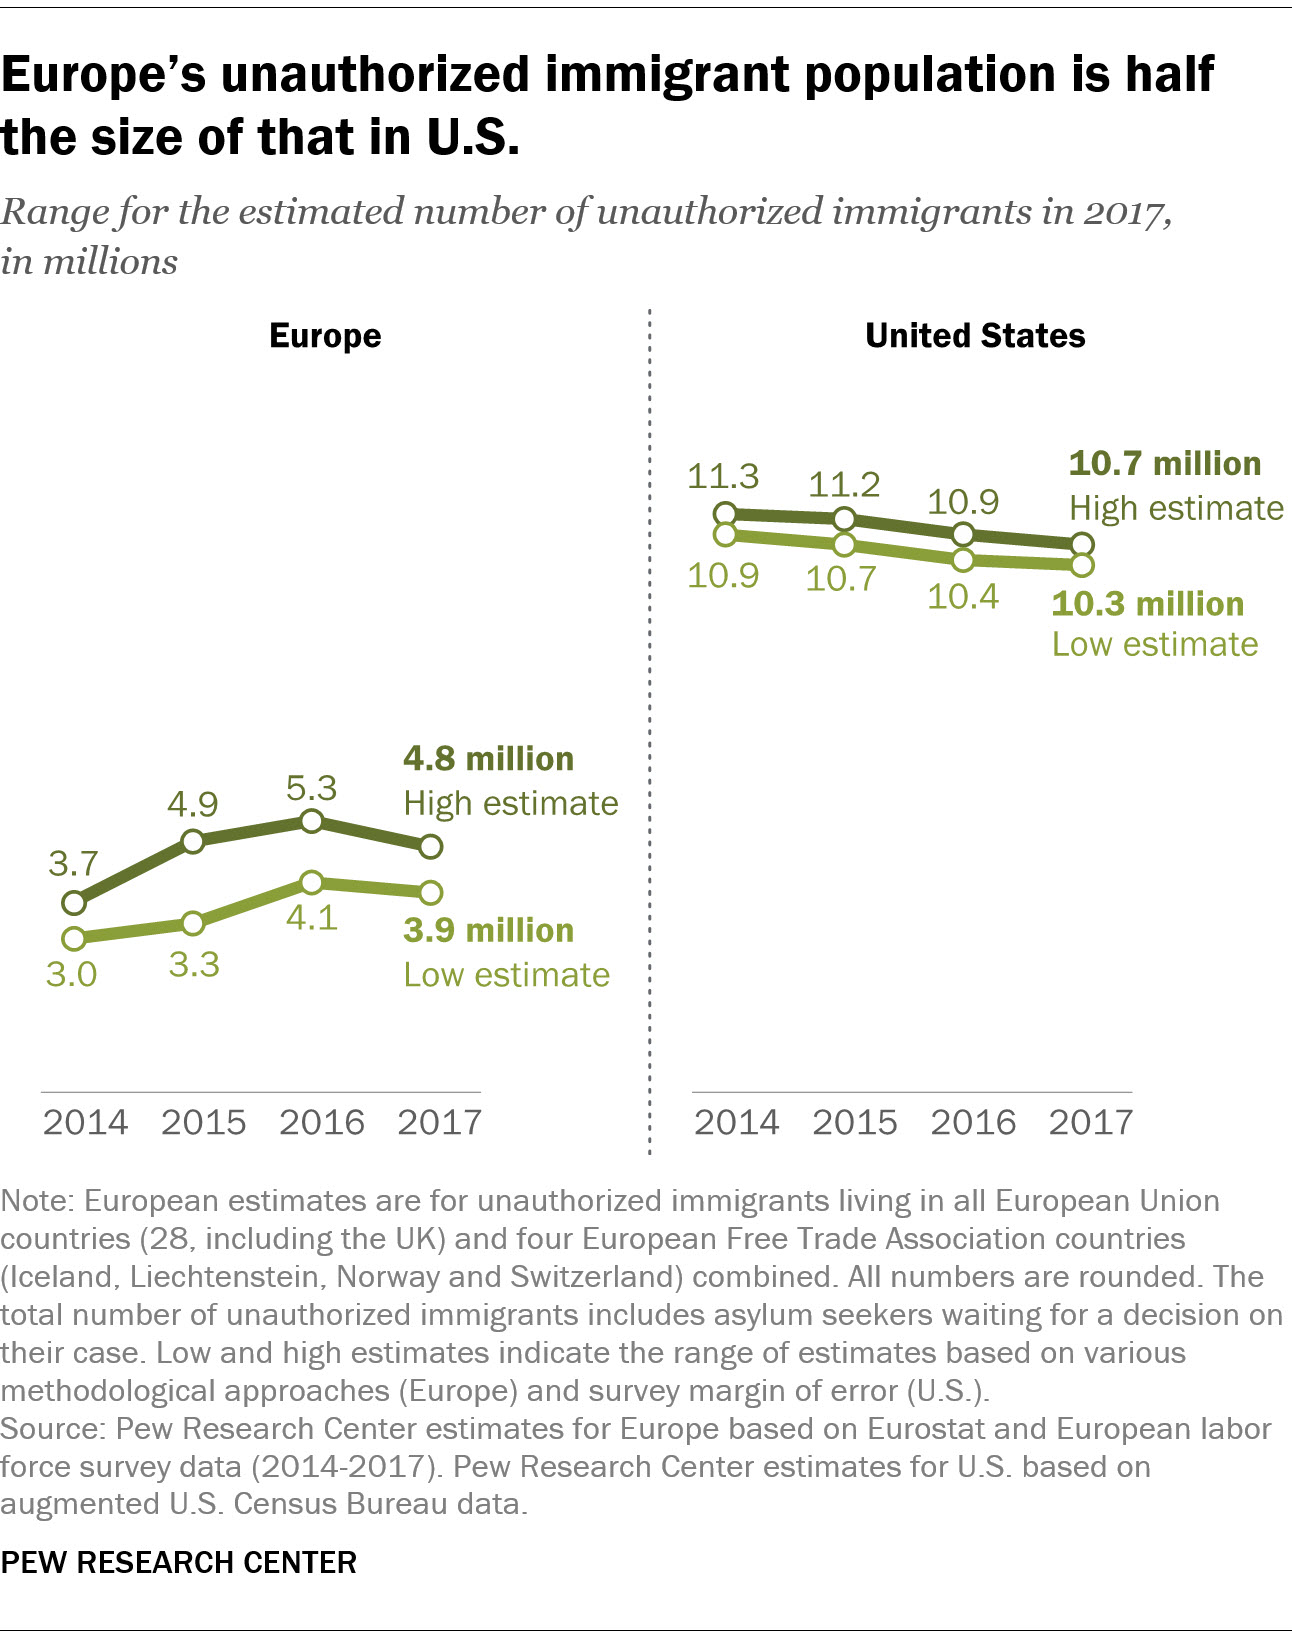 Europe’s unauthorized immigrant population is half
the size of that in U.S.
Range for the estimated number of unauthorized immigrants in 2017,
in millions
Europe
4.8 million
High estimate
3.7
4.9
5.3
3.0
3.3
4.1
3.9 million
Low estimate
2014
2015
2016
2017
United States
10.7 million
High estimate
11.3
11.2
10.9
10.9
10.7
10.4
10.3 million
Low estimate
2014
2015
2016
2017
Note: European estimates are for unauthorized immigrants living in all European Union
countries (28, including the UK) and four European Free Trade Association countries
(Iceland, Liechtenstein, Norway and Switzerland) combined. All numbers are rounded. The
total number of unauthorized immigrants includes asylum seekers waiting for a decision on
their case. Low and high estimates indicate the range of estimates based on various
methodological approaches (Europe) and survey margin of error (U.S.).
Source: Pew Research Center estimates for Europe based on Eurostat and European labor
force survey data (2014-2017). Pew Research Center estimates for U.S. based on
augmented U.S. Census Bureau data.
PEW RESEARCH CENTER